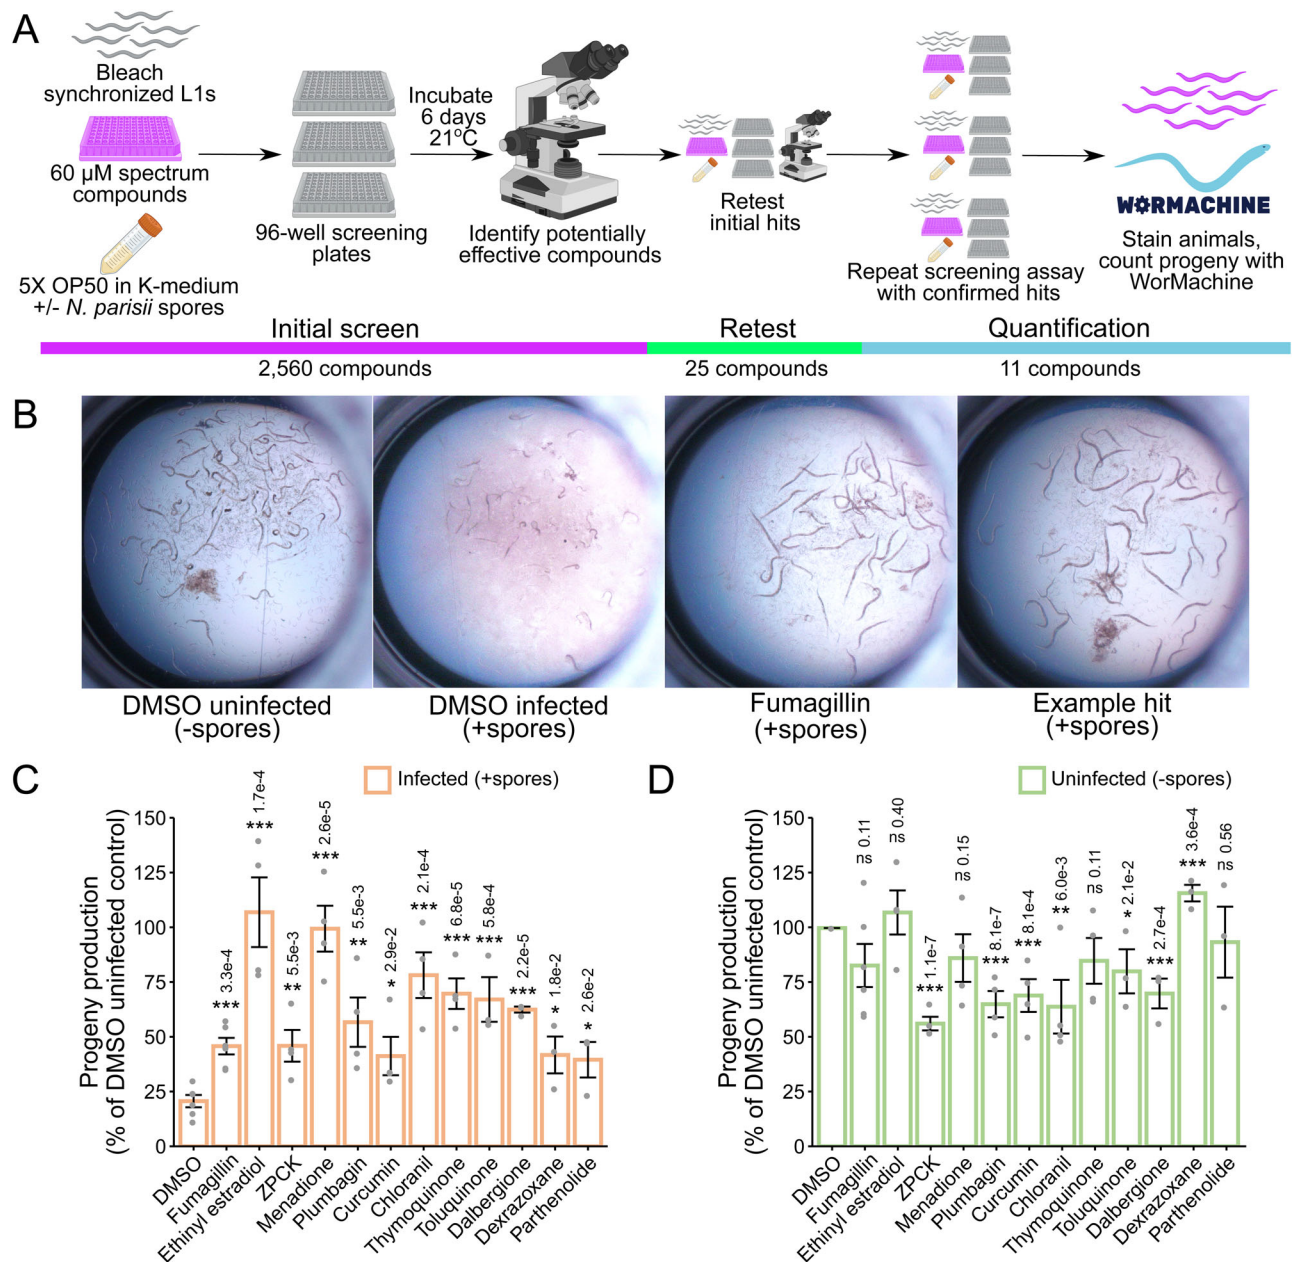 A
Bleach
synchronized L1s
60 µM spectrum
compounds
5X OP50 in K-medium
+/- N. parisii spores
96-well screening
plates
Incubate
6 days
21°C
Identify potentially
effective compounds
Retest
initial hits
Repeat screening assay
with confirmed hits
WORMACHINE
Stain animals,
count progeny with
WorMachine
Initial screen
Retest
Quantification
2,560 compounds
25 compounds
11 compounds
B
DMSO uninfected
(-spores)
DMSO infected
(+spores)
Fumagillin
(+spores)
Example hit
(+spores)
C
Infected (+spores)
Progeny production
(% of DMSO uninfected control)
150
125
100
75
50
25
0
*** 3.3e-4
*** 1.7e-4
** 5.5e-3
*** 2.6e-5
** 5.5e-3
* 2.9e-2
*** 2.1e-4
*** 6.8e-5
*** 5.8e-4
*** 2.2e-5
* 1.8e-2
* 2.6e-2
DMSO
Fumagillin
Ethinyl estradiol
ZPCK
Menadione
Plumbagin
Curcumin
Chloranil
Thymoquinone
Toluquinone
Dalbergione
Dexrazoxane
Parthenolide
D
Uninfected (-spores)
Progeny production
(% of DMSO uninfected control)
150
125
100
75
50
25
0
ns 0.11
ns 0.40
*** 1.1e-7
ns 0.15
*** 8.1e-7
*** 8.1e-4
** 6.0e-3
ns 0.11
* 2.1e-2
*** 2.7e-4
*** 3.6e-4
ns 0.56
DMSO
Fumagillin
Ethinyl estradiol
ZPCK
Menadione
Plumbagin
Curcumin
Chloranil
Thymoquinone
Toluquinone
Dalbergione
Dexrazoxane
Parthenolide